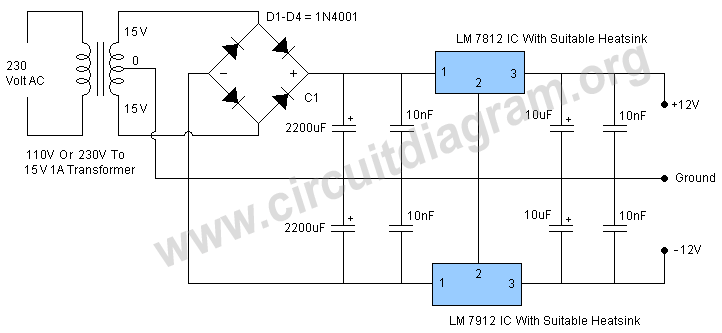 D1-D4 = 1N4001
LM 7812 IC With Suitable Heatsink
15V
230
Volt AC
0
15V
−
+
C1
110V Or 230V To
15V 1A Transformer
1
2
3
2200uF
+
10nF
10uF
+
10nF
+12V
Ground
2200uF
+
10nF
10uF
+
10nF
−12V
1
2
3
LM 7912 IC With Suitable Heatsink
www.circuitdiagram.org